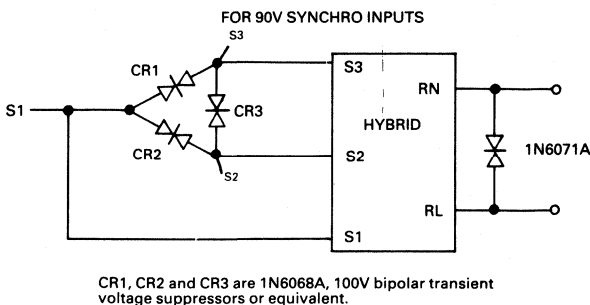 FOR 90V SYNCHRO INPUTS
S3
CR1
S3
RN
S1
CR3
HYBRID
1N6071A
CR2
S2
S2
RL
S1
CR1, CR2 and CR3 are 1N6068A, 100V bipolar transient
voltage suppressors or equivalent.